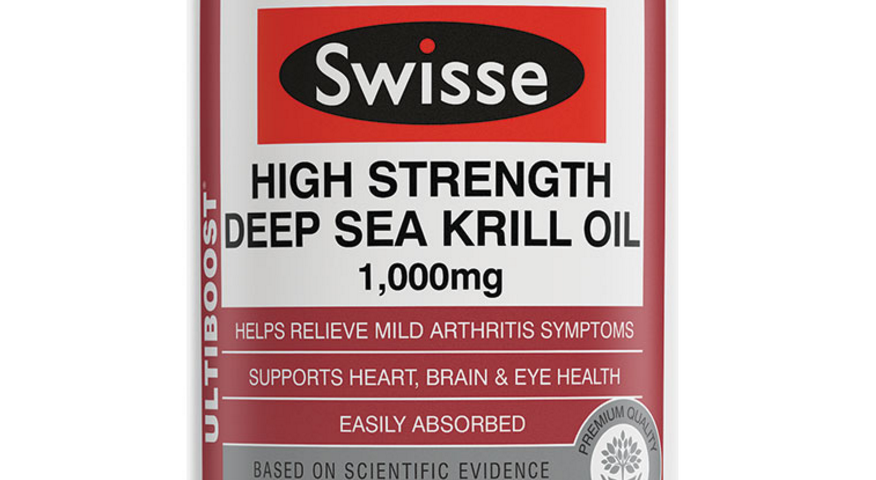 Swisse
HIGH STRENGTH
DEEP SEA KRILL OIL
1,000mg
HELPS RELIEVE MILD ARTHRITIS SYMPTOMS
SUPPORTS HEART, BRAIN & EYE HEALTH
EASILY ABSORBED
BASED ON SCIENTIFIC EVIDENCE
PREMIUM QUALITY
ULTIBOOST